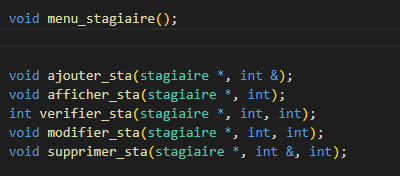 void menu_stagiaire();
void ajouter_sta(stagiaire *, int &);
void afficher_sta(stagiaire *, int);
int verifier_sta(stagiaire *, int, int);
void modifier_sta(stagiaire *, int, int);
void supprimer_sta(stagiaire *, int &, int);